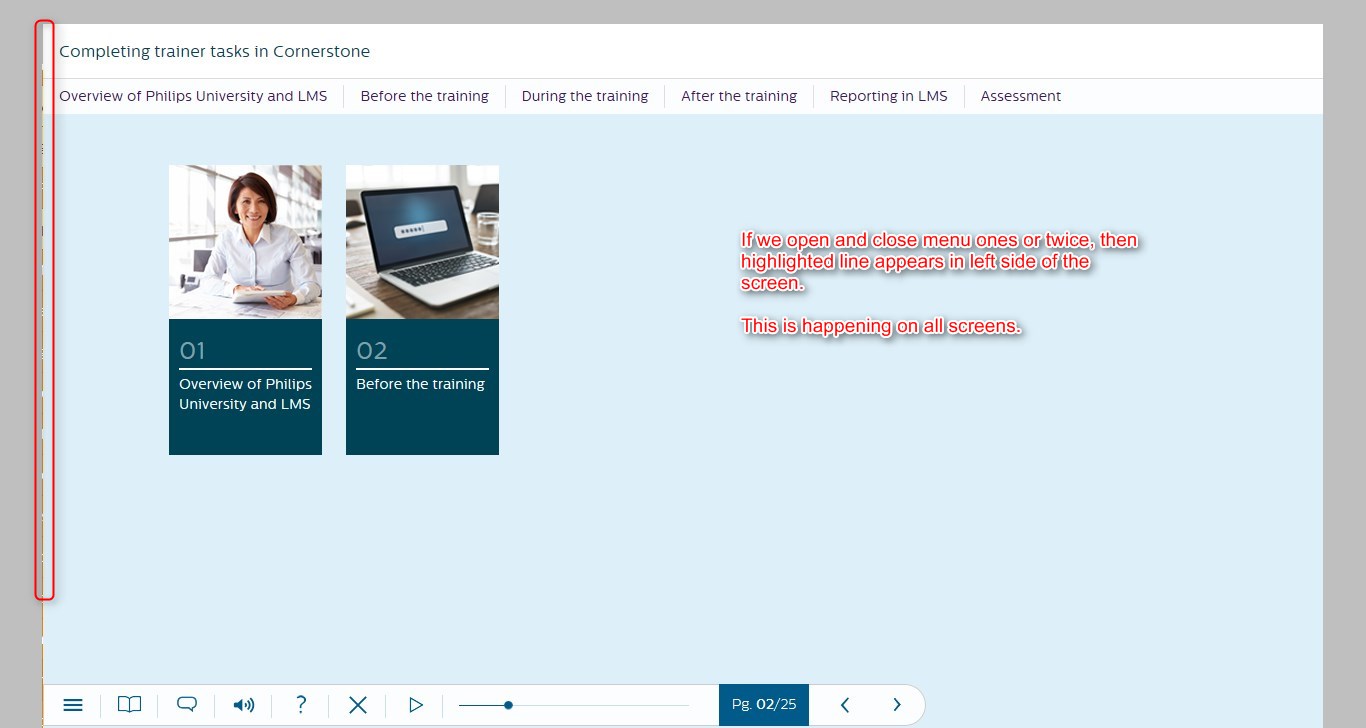 Completing trainer tasks in Cornerstone
Overview of Philips University and LMS
Before the training
During the training
After the training
Reporting in LMS
Assessment
If we open and close menu ones or twice, then
highlighted line appears in left side of the
screen.
This is happening on all screens.
01
Overview of Philips
University and LMS
02
Before the training
?
Pg. 02/25